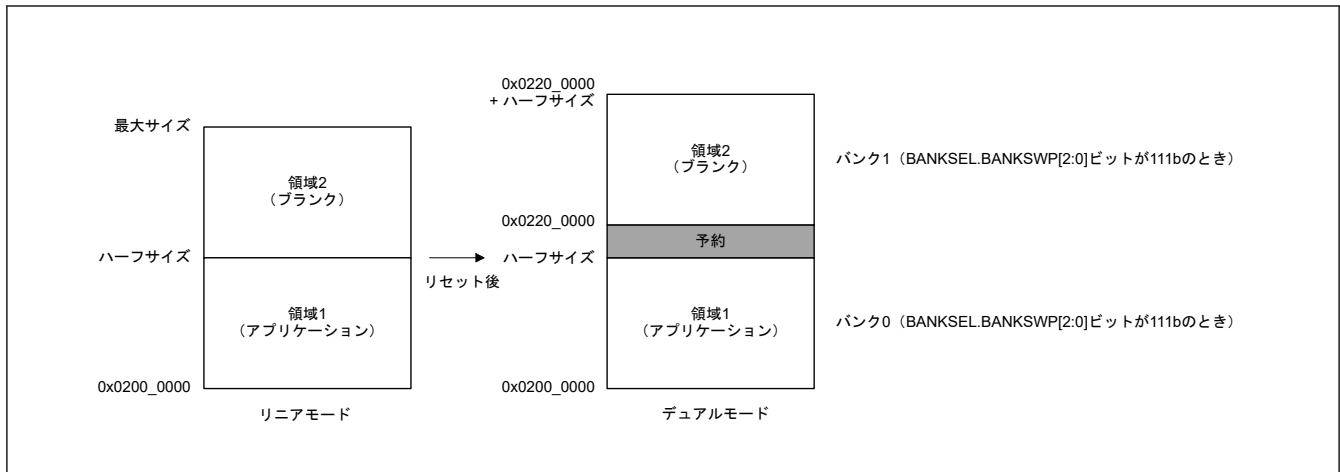 最大サイズ
領域2
(ブランク)
ハーフサイズ
領域1
(アプリケーション)
0x0200_0000
リニアモード
リセット後
0x0220_0000
+ ハーフサイズ
領域2
(ブランク)
0x0220_0000
予約
ハーフサイズ
領域1
(アプリケーション)
0x0200_0000
デュアルモード
バンク1(BANKSEL.BANKSWP[2:0]ビットが111bのとき)
バンク0(BANKSEL.BANKSWP[2:0]ビットが111bのとき)